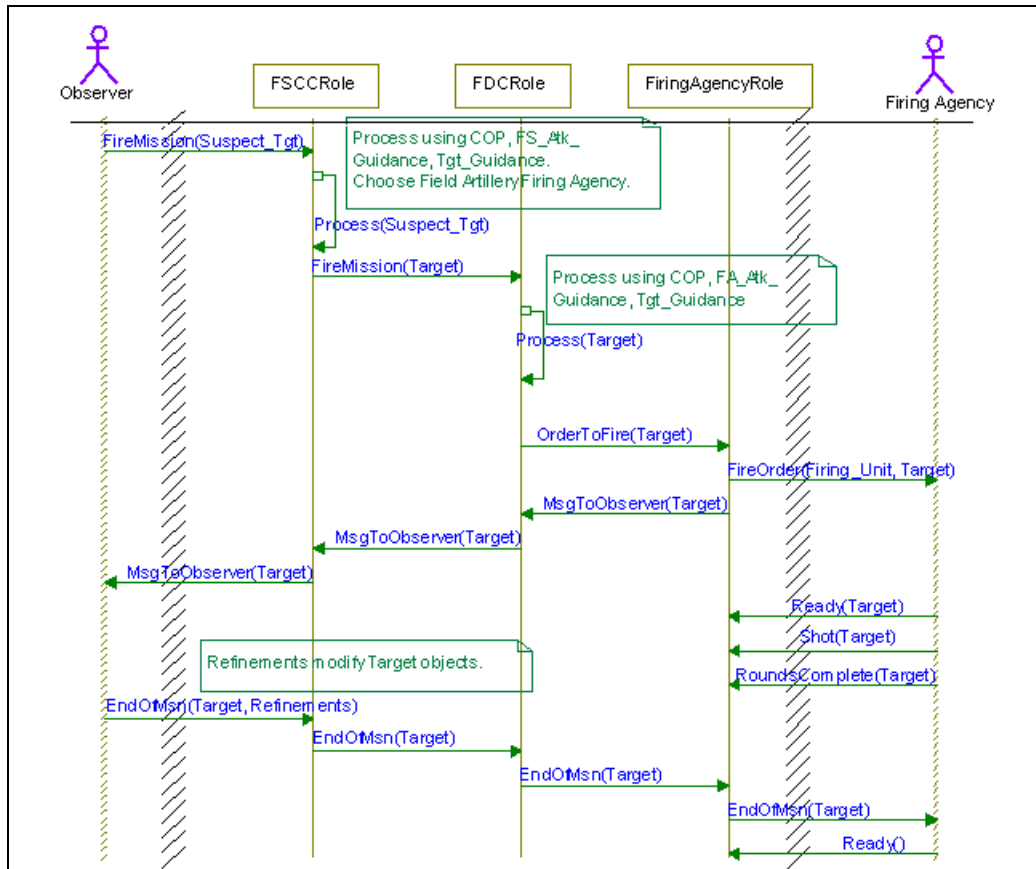 Observer
FSCCRole
FDCRole
FiringAgencyRole
Firing Agency
FireMission(Suspect_Tgt)
Process using COP, FS_Atk_
Guidance, Tgt_Guidance.
Choose Field Artillery Firing Agency.
Process(Suspect_Tgt)
FireMission(Target)
Process using COP, FA_Atk_
Guidance, Tgt_Guidance
Process(Target)
OrderToFire(Target)
FireOrder(Firing_Unit, Target)
MsgToObserver(Target)
MsgToObserver(Target)
MsgToObserver(Target)
Ready(Target)
Shot(Target)
Refinements modify Target objects.
RoundsComplete(Target)
EndOfMsn(Target, Refinements)
EndOfMsn(Target)
EndOfMsn(Target)
EndOfMsn(Target)
Ready()